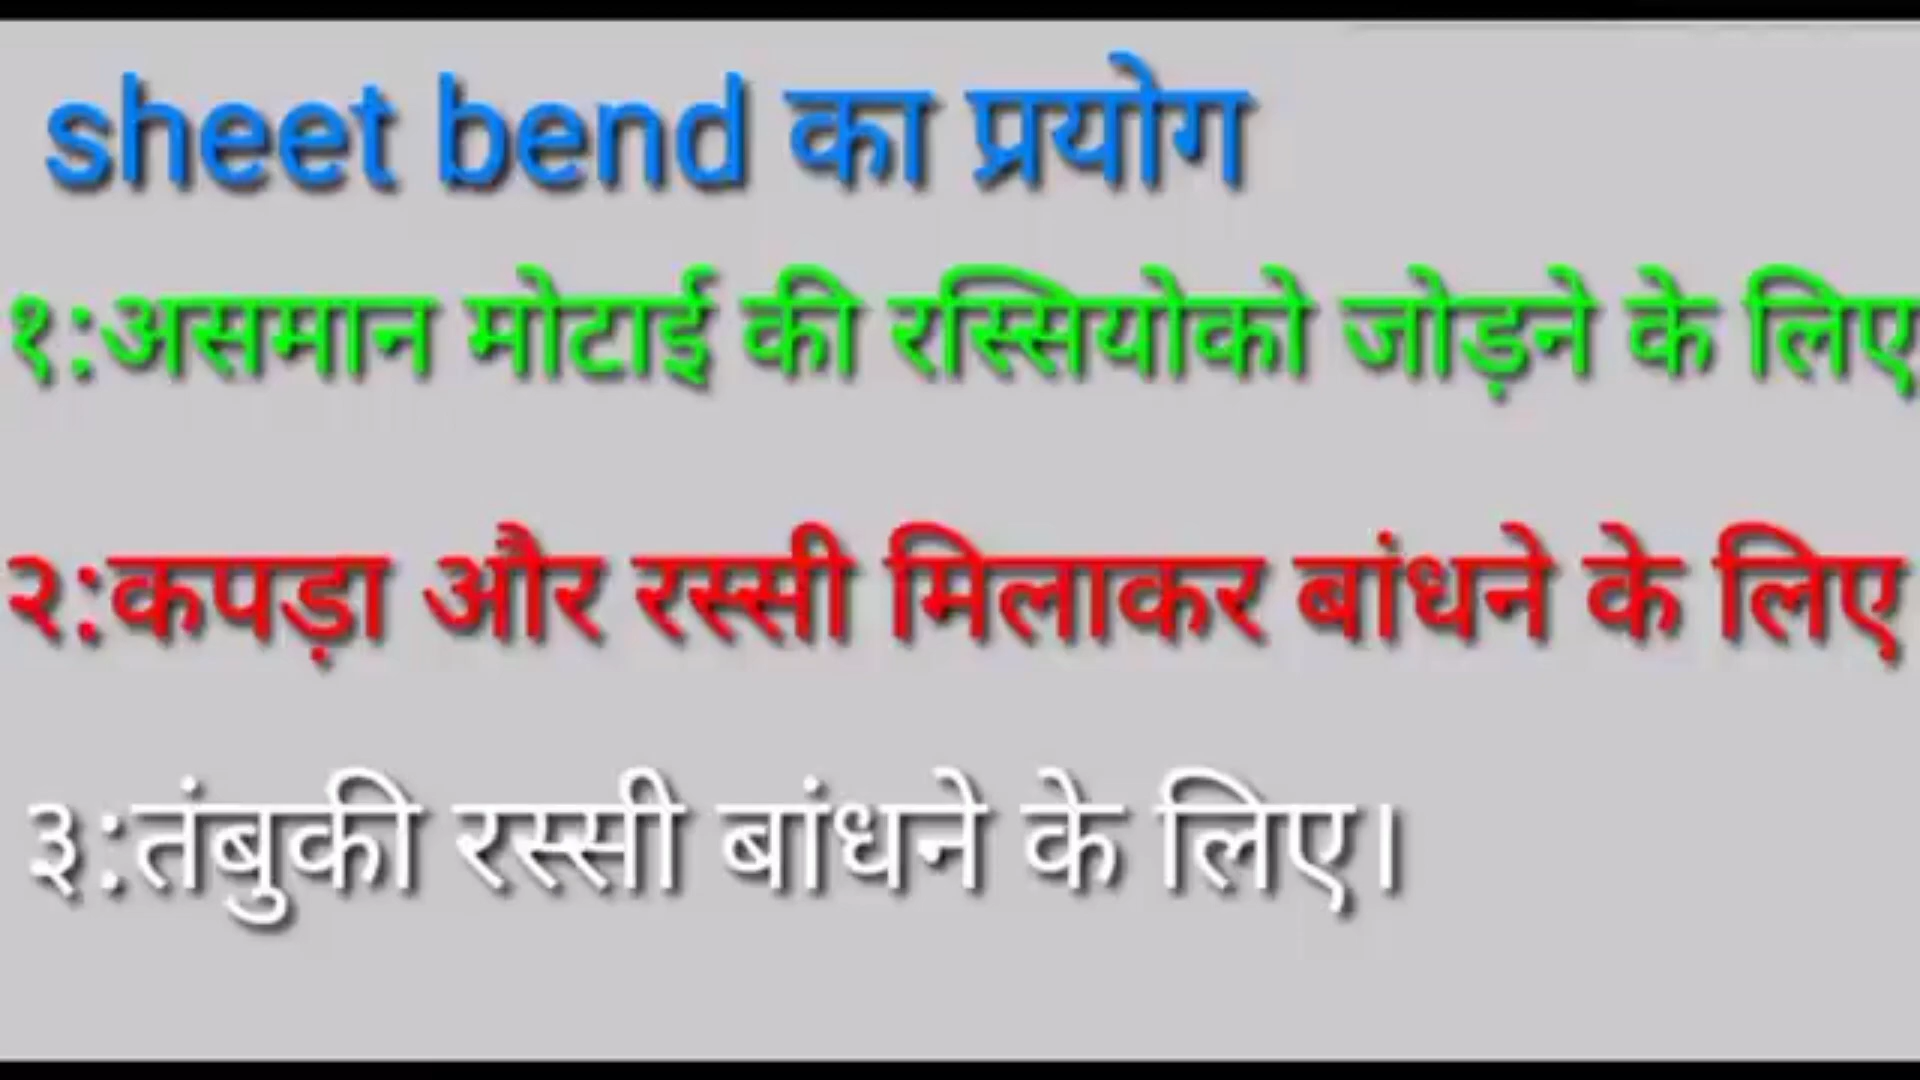 sheet bend का प्रयोग
१:असमान मोटाई की रस्सियोको जोड़ने के लिए
२:कपड़ा और रस्सी मिलाकर बांधने के लिए
३:तंबुकी रस्सी बांधने के लिए।